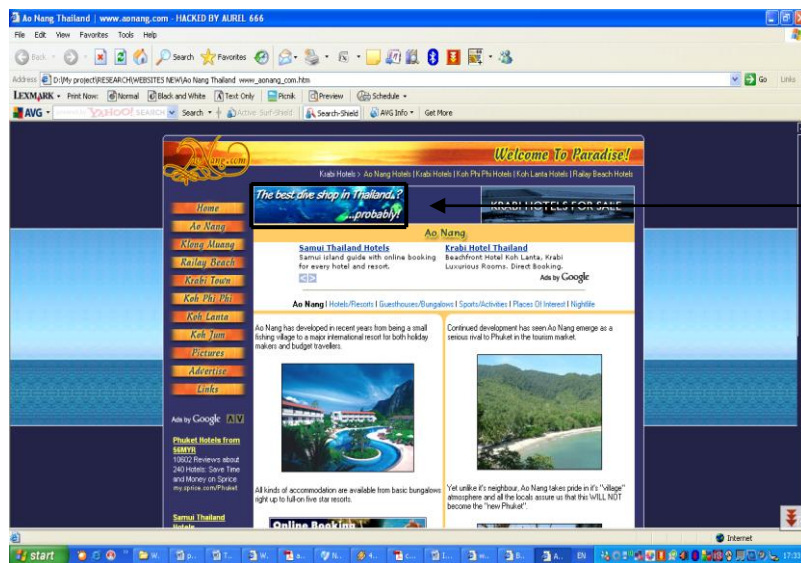 Ao Nang Thailand | www.aonang.com - HACKED BY AUREL 666
File Edit View Favorites Tools Help
Back Search Favorites
Address D:\My project\RESEARCH\WEBSITES NEW\Ao Nang Thailand www_aonang_com.htm Go Links
LEXMARK Print Now: Normal Black and White Text Only Picnik Preview Schedule
AVG YAHOO! SEARCH Search Active Surf-Shield Search-Shield AVG Info Get More
Ao Nang.com
Welcome To Paradise!
Krabi Hotels > Ao Nang Hotels | Krabi Hotels | Koh Phi Phi Hotels | Koh Lanta Hotels | Railay Beach Hotels
The best dive shop in Thailand.?
...probably!
KRABI HOTELS FOR SALE
Home
Ao Nang
Klong Muang
Railay Beach
Krabi Town
Koh Phi Phi
Koh Lanta
Koh Jum
Pictures
Advertise
Links
Ads by Google
Phuket Hotels from
56MYR
10602 Reviews about
240 Hotels: Save Time
and Money on Sprice
my.sprice.com/Phuket
Samui Thailand
Hotels
Ao Nang
Samui Thailand Hotels
Samui island guide with online booking
for every hotel and resort.
Krabi Hotel Thailand
Beachfront Hotel Koh Lanta, Krabi
Luxurious Rooms. Direct Booking.
Ads by Google
Ao Nang | Hotels/Resorts | Guesthouses/Bungalows | Sports/Activities | Places Of Interest | Nightlife
Ao Nang has developed in recent years from being a small
fishing village to a major international resort for both holiday
makers and budget travellers.
All kinds of accommodation are available from basic bungalows
right up to full-on five star resorts.
Online Booking
Continued development has seen Ao Nang emerge as a
serious rival to Phuket in the tourism market.
Yet unlike it's neighbour, Ao Nang takes pride in it's "village"
atmosphere and all the locals assure us that this WILL NOT
become the "new Phuket".
Internet
start EN 17:33